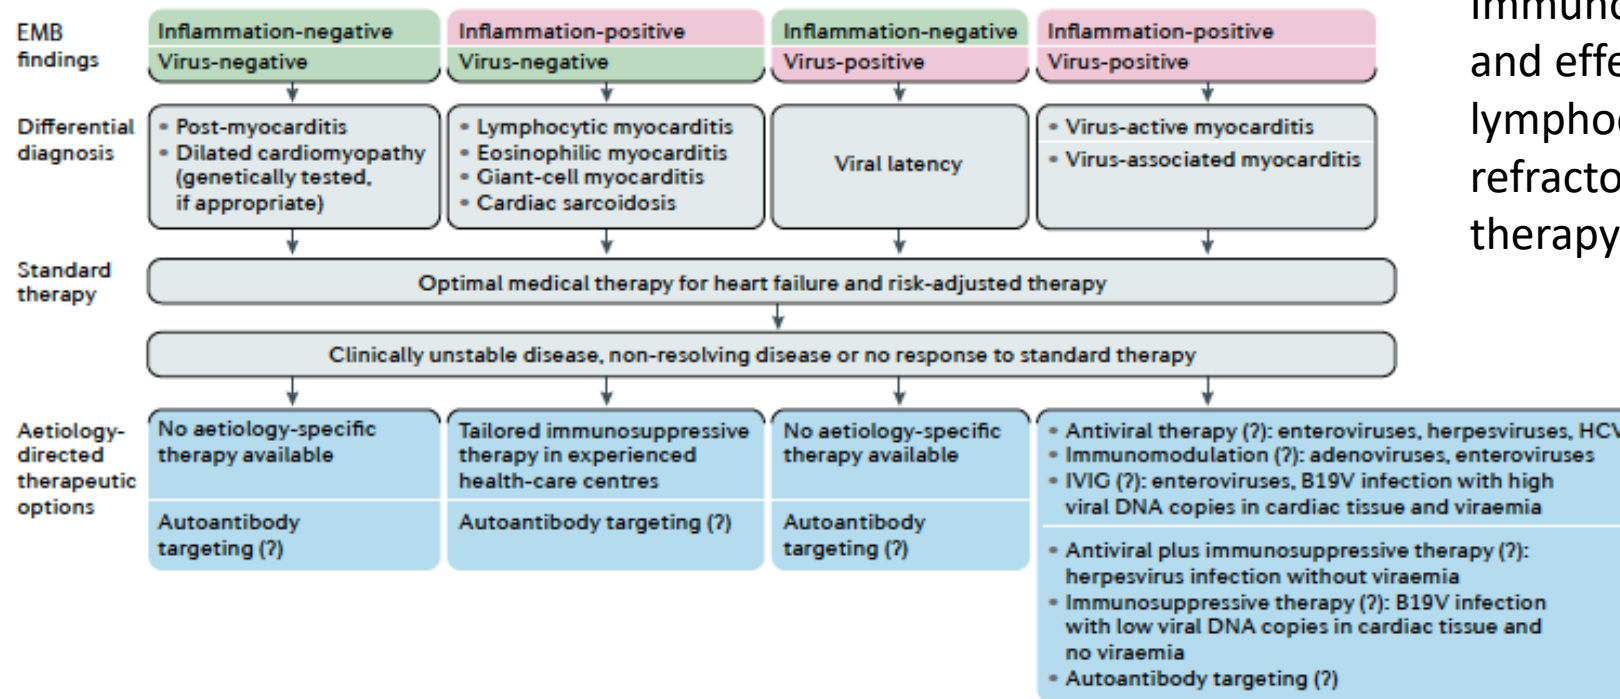 EMB
findings
Inflammation-negative
Virus-negative
Inflammation-positive
Virus-negative
Inflammation-negative
Virus-positive
Inflammation-positive
Virus-positive
Differential
diagnosis
• Post-myocarditis
• Dilated cardiomyopathy
(genetically tested,
if appropriate)
• Lymphocytic myocarditis
• Eosinophilic myocarditis
• Giant-cell myocarditis
• Cardiac sarcoidosis
Viral latency
• Virus-active myocarditis
• Virus-associated myocarditis
Standard
therapy
Optimal medical therapy for heart failure and risk-adjusted therapy
Clinically unstable disease, non-resolving disease or no response to standard therapy
Aetiology-
directed
therapeutic
options
No aetiology-specific
therapy available
Autoantibody
targeting (?)
Tailored immunosuppressive
therapy in experienced
health-care centres
Autoantibody targeting (?)
No aetiology-specific
therapy available
Autoantibody
targeting (?)
• Antiviral therapy (?): enteroviruses, herpesviruses, HCV
• Immunomodulation (?): adenoviruses, enteroviruses
• IVIG (?): enteroviruses, B19V infection with high
viral DNA copies in cardiac tissue and viraemia
• Antiviral plus immunosuppressive therapy (?):
herpesvirus infection without viraemia
• Immunosuppressive therapy (?): B19V infection
with low viral DNA copies in cardiac tissue and
no viraemia
• Autoantibody targeting (?)
and
therapy